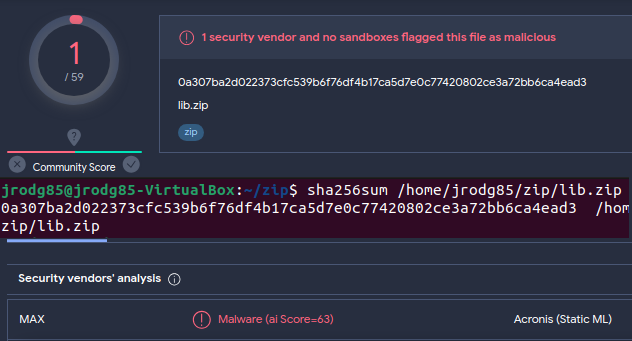 1
/ 59
?
Community Score
1 security vendor and no sandboxes flagged this file as malicious
0a307ba2d022373cfc539b6f76df4b17ca5d7e0c77420802ce3a72bb6ca4ead3
lib.zip
zip
jrodg85@jrodg85-VirtualBox:~/zip$ sha256sum /home/jrodg85/zip/lib.zip
0a307ba2d022373cfc539b6f76df4b17ca5d7e0c77420802ce3a72bb6ca4ead3  /hom
zip/lib.zip
Security vendors' analysis
MAX
Malware (ai Score=63)
Acronis (Static ML)